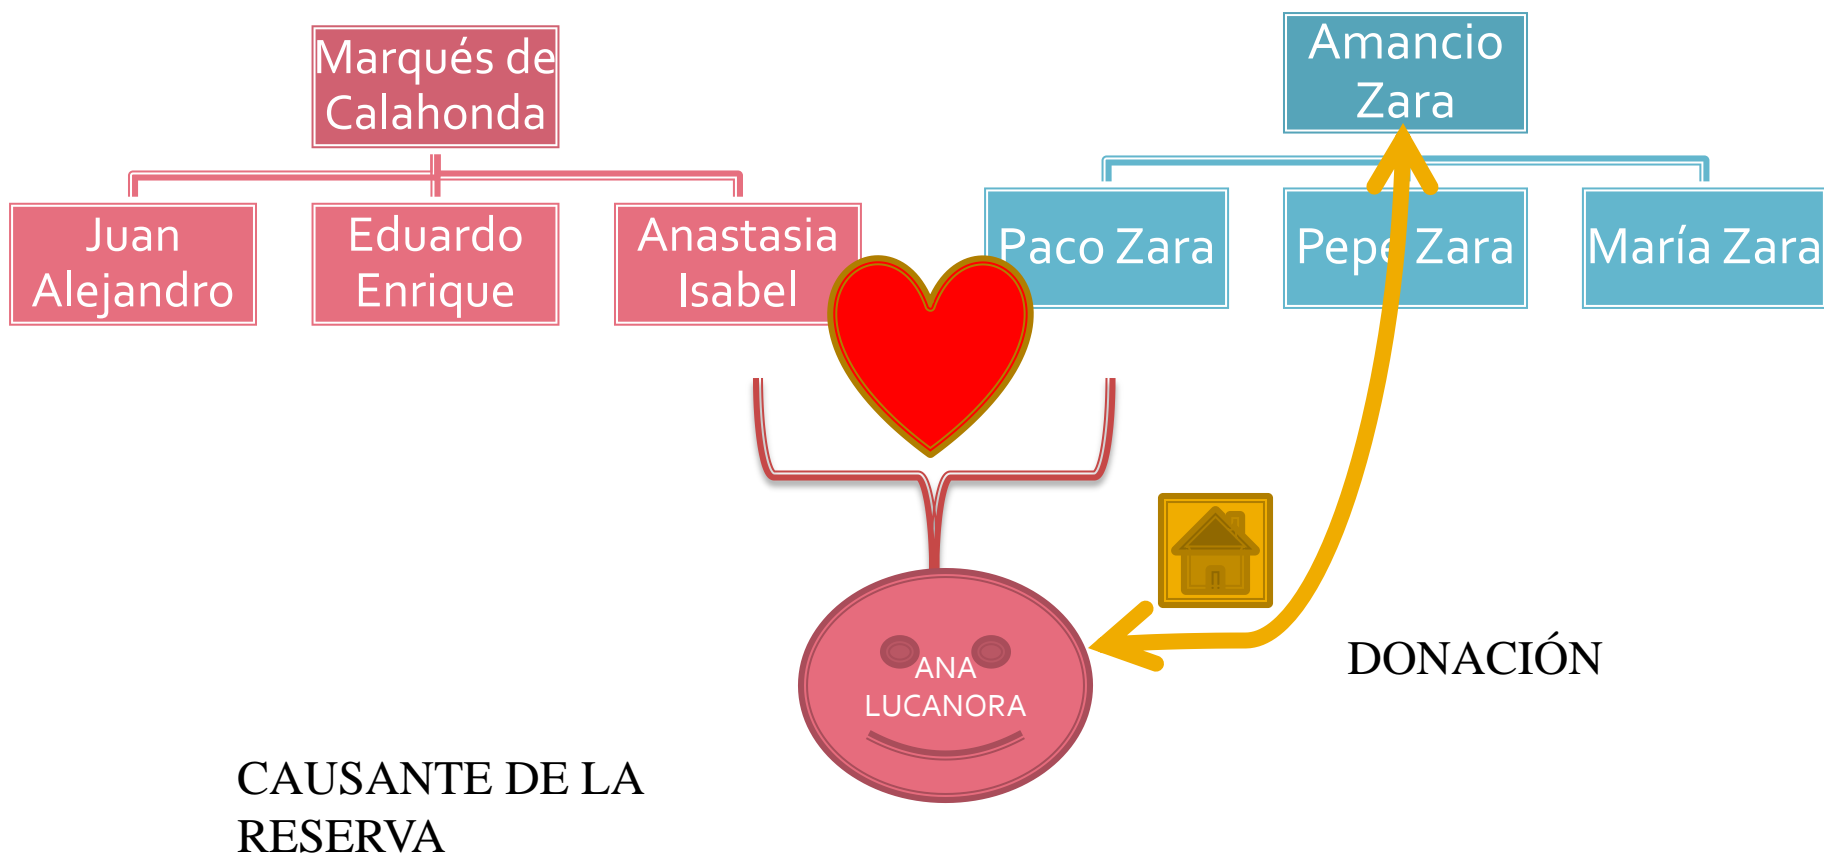 Marqués de
Calahonda
Amancio
Zara
Juan
Alejandro
Eduardo
Enrique
Anastasia
Isabel
Paco Zara
Pepe Zara
María Zara
ANA
LUCANORA
DONACIÓN
CAUSANTE DE LA
RESERVA